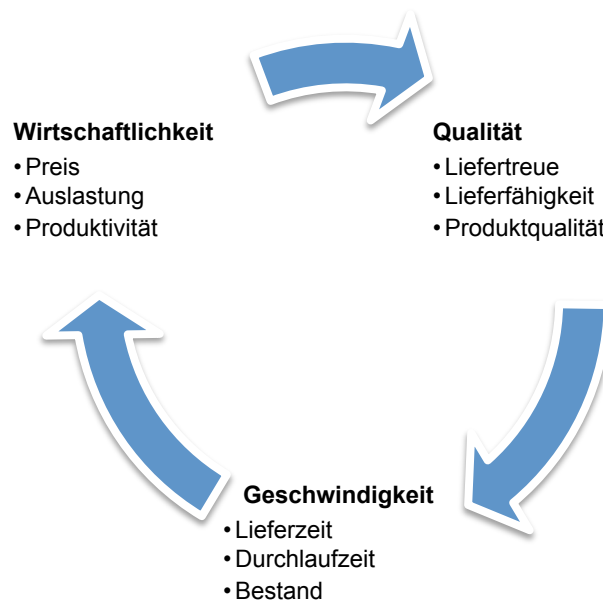 Wirtschaftlichkeit
• Preis
• Auslastung
• Produktivität
Qualität
• Liefertreue
• Lieferfähigkeit
• Produktqualität
Geschwindigkeit
• Lieferzeit
• Durchlaufzeit
• Bestand